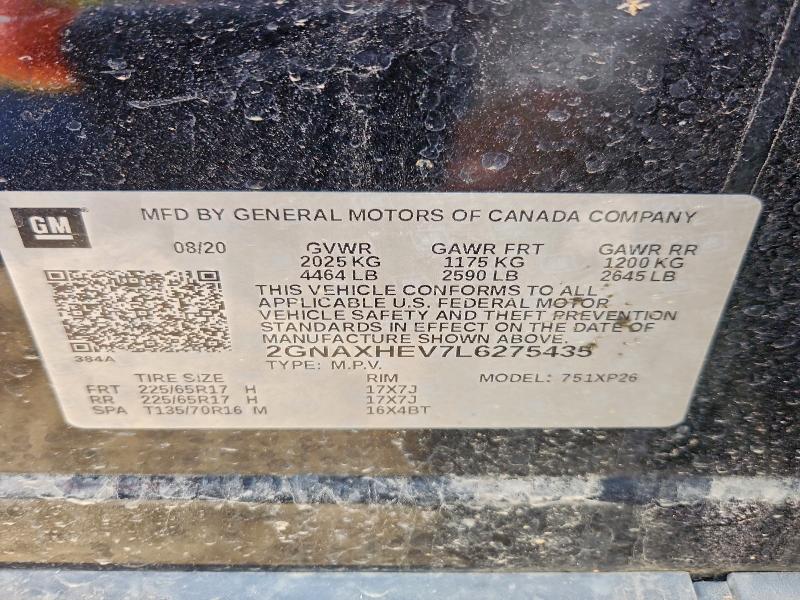 GM
MFD BY GENERAL MOTORS OF CANADA COMPANY
08/20 GVWR GAWR FRT GAWR RR
2025 KG 1175 KG 1200 KG
4464 LB 2590 LB 2645 LB
THIS VEHICLE CONFORMS TO ALL
APPLICABLE U.S. FEDERAL MOTOR
VEHICLE SAFETY AND THEFT PREVENTION
STANDARDS IN EFFECT ON THE DATE OF
MANUFACTURE SHOWN ABOVE.
384A
2GNAXHEV7L6275435
TYPE: M.P.V.
TIRE SIZE RIM MODEL: 751XP26
FRT 225/65R17 H 17X7J
RR 225/65R17 H 17X7J
SPA T135/70R16 M 16X4BT